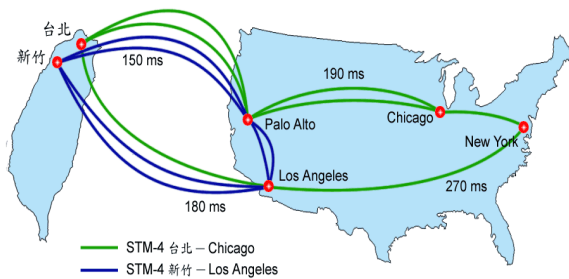 台北
新竹
150 ms
190 ms
Palo Alto
Chicago
New York
Los Angeles
180 ms
270 ms
STM-4 台北－Chicago
STM-4 新竹－Los Angeles